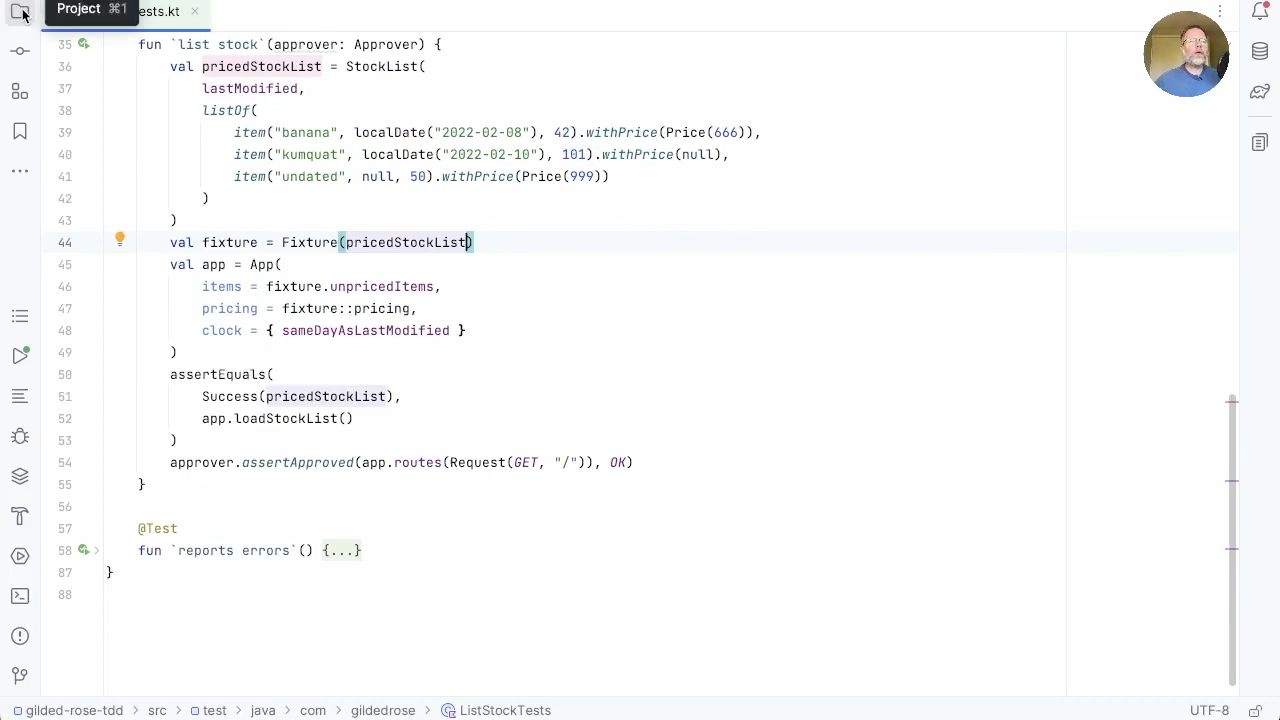 Project ⌘1
ests.kt ×
35 fun `list stock`(approver: Approver) {
36 val pricedStockList = StockList(
37 lastModified,
38 listOf(
39 item("banana", localDate("2022-02-08"), 42).withPrice(Price(666)),
40 item("kumquat", localDate("2022-02-10"), 101).withPrice(null),
41 item("undated", null, 50).withPrice(Price(999))
42 )
43 )
44 val fixture = Fixture(pricedStockList)
45 val app = App(
46 items = fixture.unpricedItems,
47 pricing = fixture::pricing,
48 clock = { sameDayAsLastModified }
49 )
50 assertEquals(
51 Success(pricedStockList),
52 app.loadStockList()
53 )
54 approver.assertApproved(app.routes(Request(GET, "/")), OK)
55 }
56
57 @Test
58 fun `reports errors`() {...}
87 }
88
gilded-rose-tdd > src > test > java > com > gildedrose > ListStockTests UTF-8